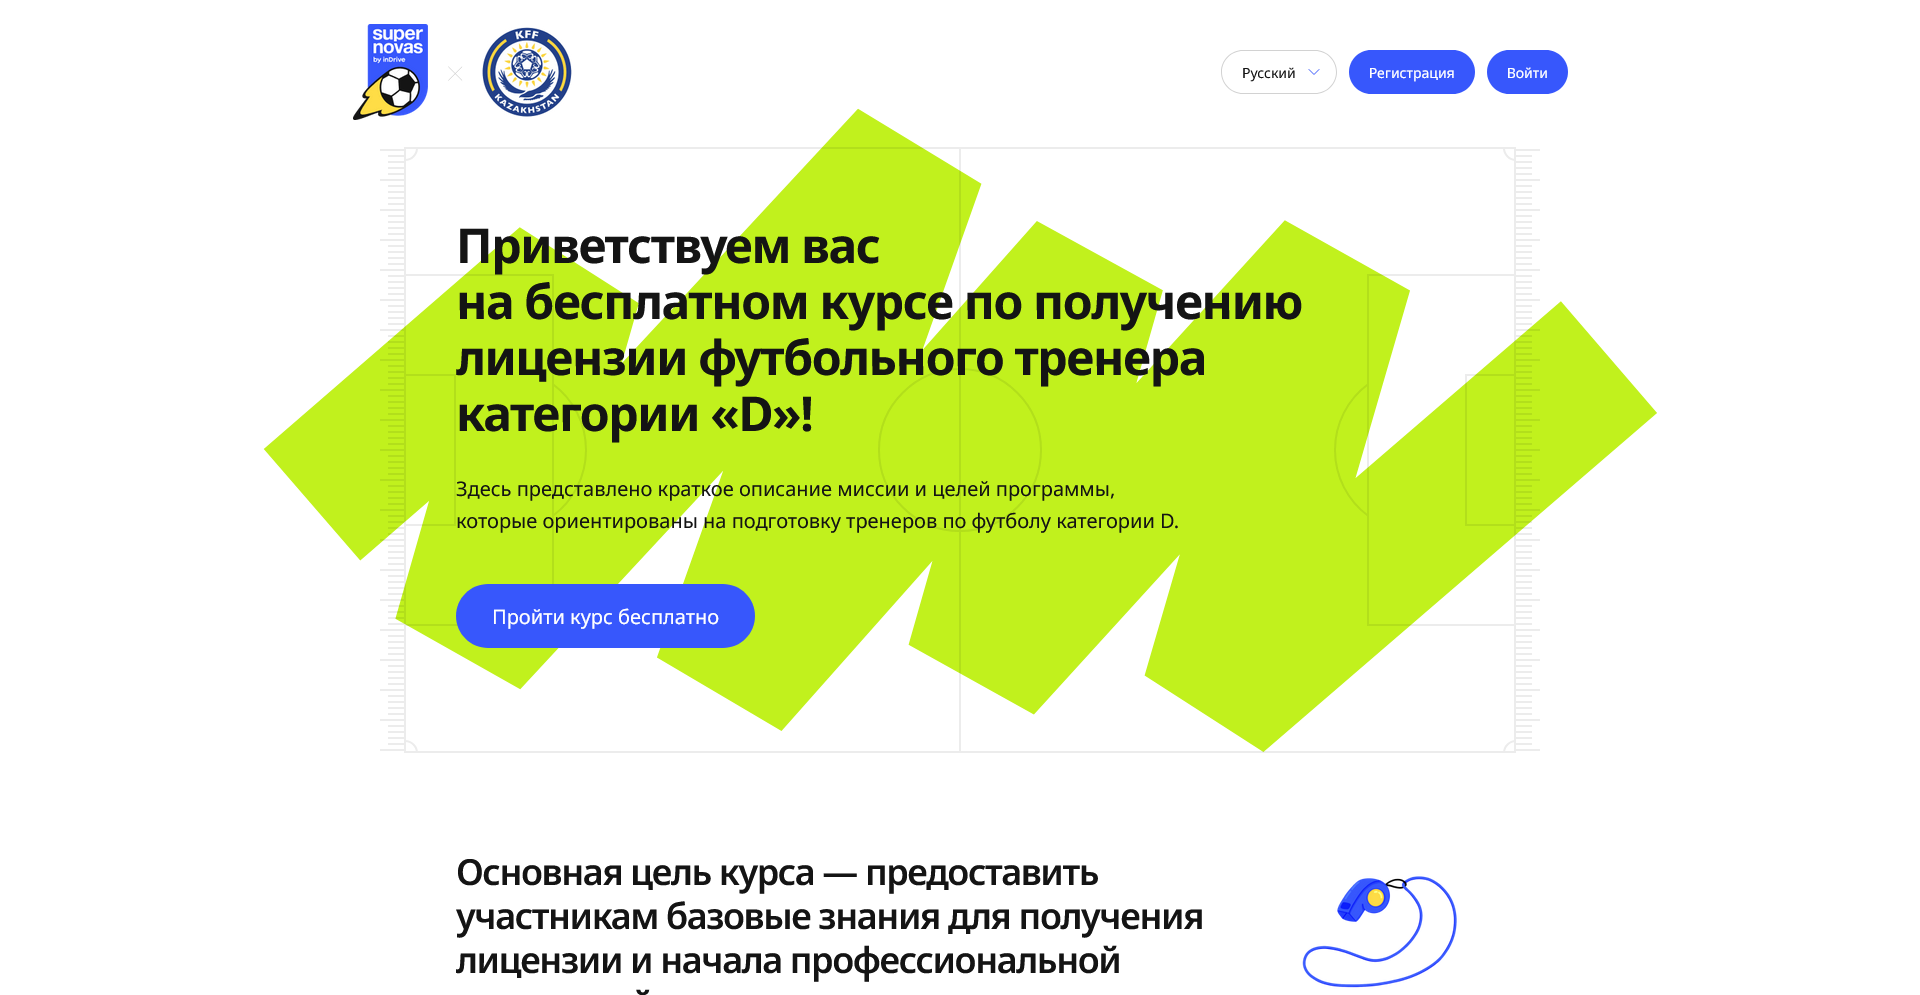 super
novas
by inDrive
KFF
KAZAKHSTAN
Русский
Регистрация
Войти
Приветствуем вас
на бесплатном курсе по получению
лицензии футбольного тренера
категории «D»!
Здесь представлено краткое описание миссии и целей программы,
которые ориентированы на подготовку тренеров по футболу категории D.
Пройти курс бесплатно
Основная цель курса — предоставить
участникам базовые знания для получения
лицензии и начала профессиональной